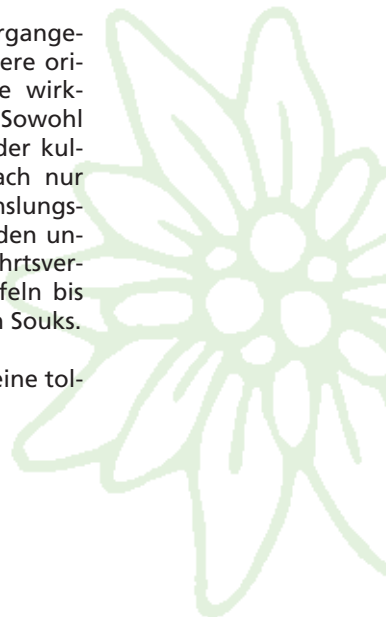 rgange-
ere ori-
e wirk-
Sowohl
der kul-
ach nur
nslungs-
den un-
hrtsver-
feln bis
n Souks.
eine tol-